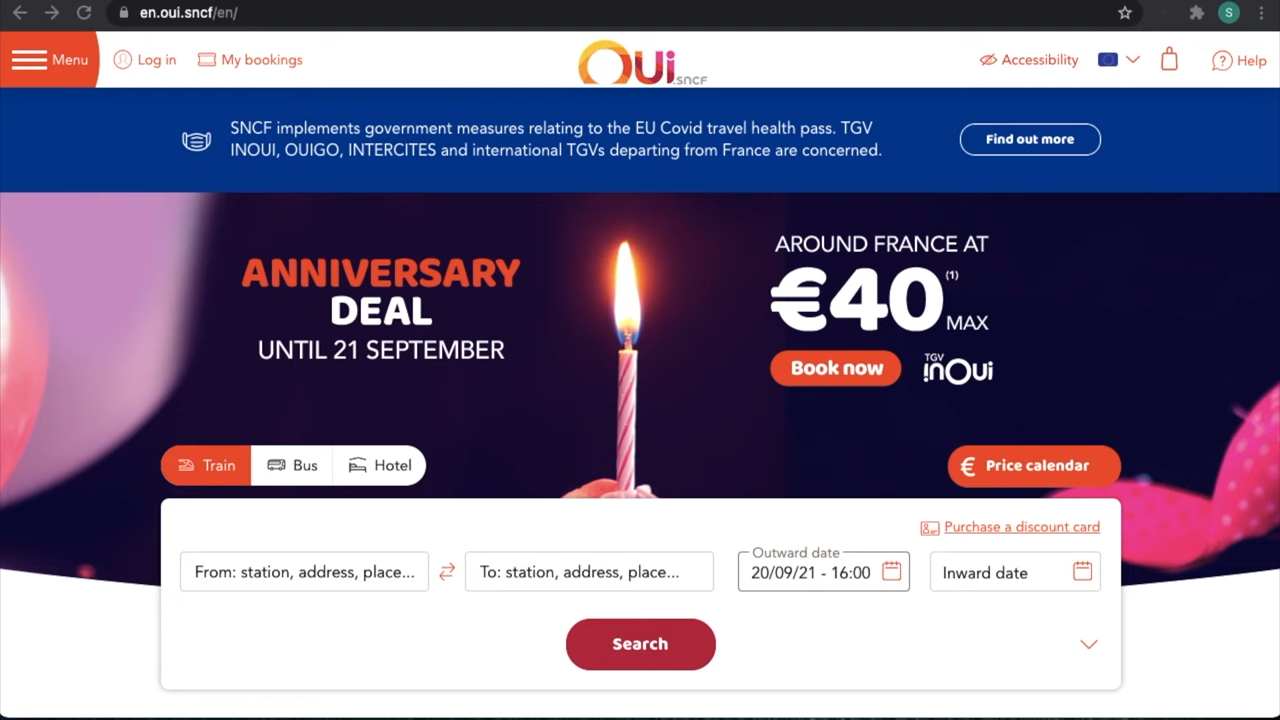 en.oui.sncf/en/
S
Menu
Log in
My bookings
OUi.SNCF
Accessibility
Help
SNCF implements government measures relating to the EU Covid travel health pass. TGV
INOUI, OUIGO, INTERCITES and international TGVs departing from France are concerned.
Find out more
ANNIVERSARY
DEAL
UNTIL 21 SEPTEMBER
AROUND FRANCE AT
€40 (1)
MAX
Book now
TGV
inOui
Train
Bus
Hotel
€ Price calendar
Purchase a discount card
From: station, address, place...
To: station, address, place...
Outward date
20/09/21 - 16:00
Inward date
Search